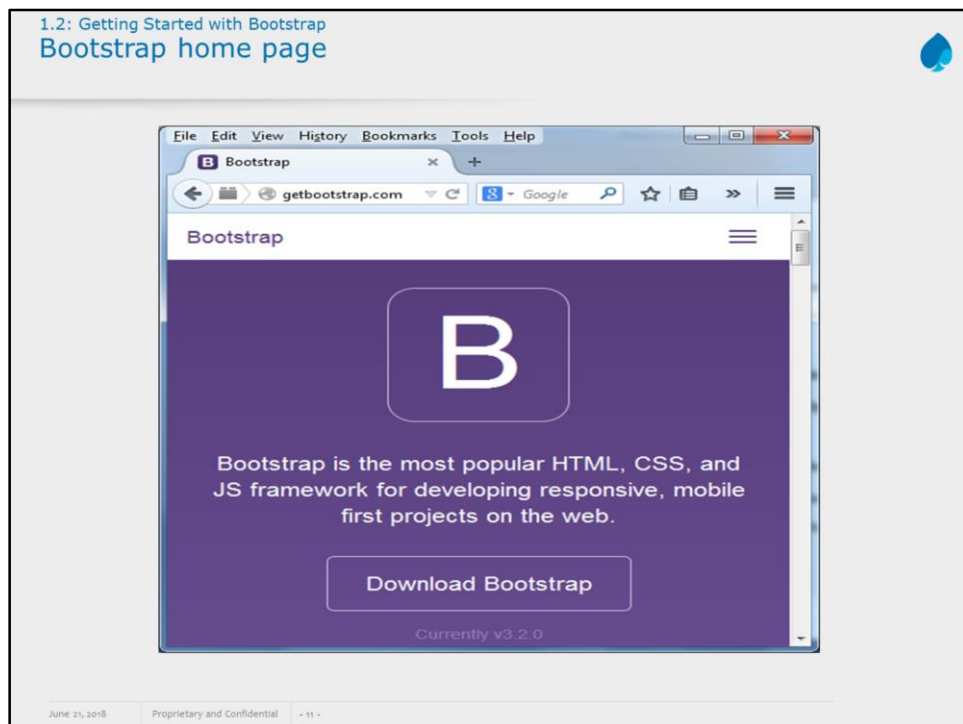 1.2: Getting Started with Bootstrap
Bootstrap home page
File Edit View History Bookmarks Tools Help
B Bootstrap × +
getbootstrap.com 8 Google »
Bootstrap
B
Bootstrap is the most popular HTML, CSS, and
JS framework for developing responsive, mobile
first projects on the web.
Download Bootstrap
Currently v3.2.0
June 21, 2018 Proprietary and Confidential - 11 -